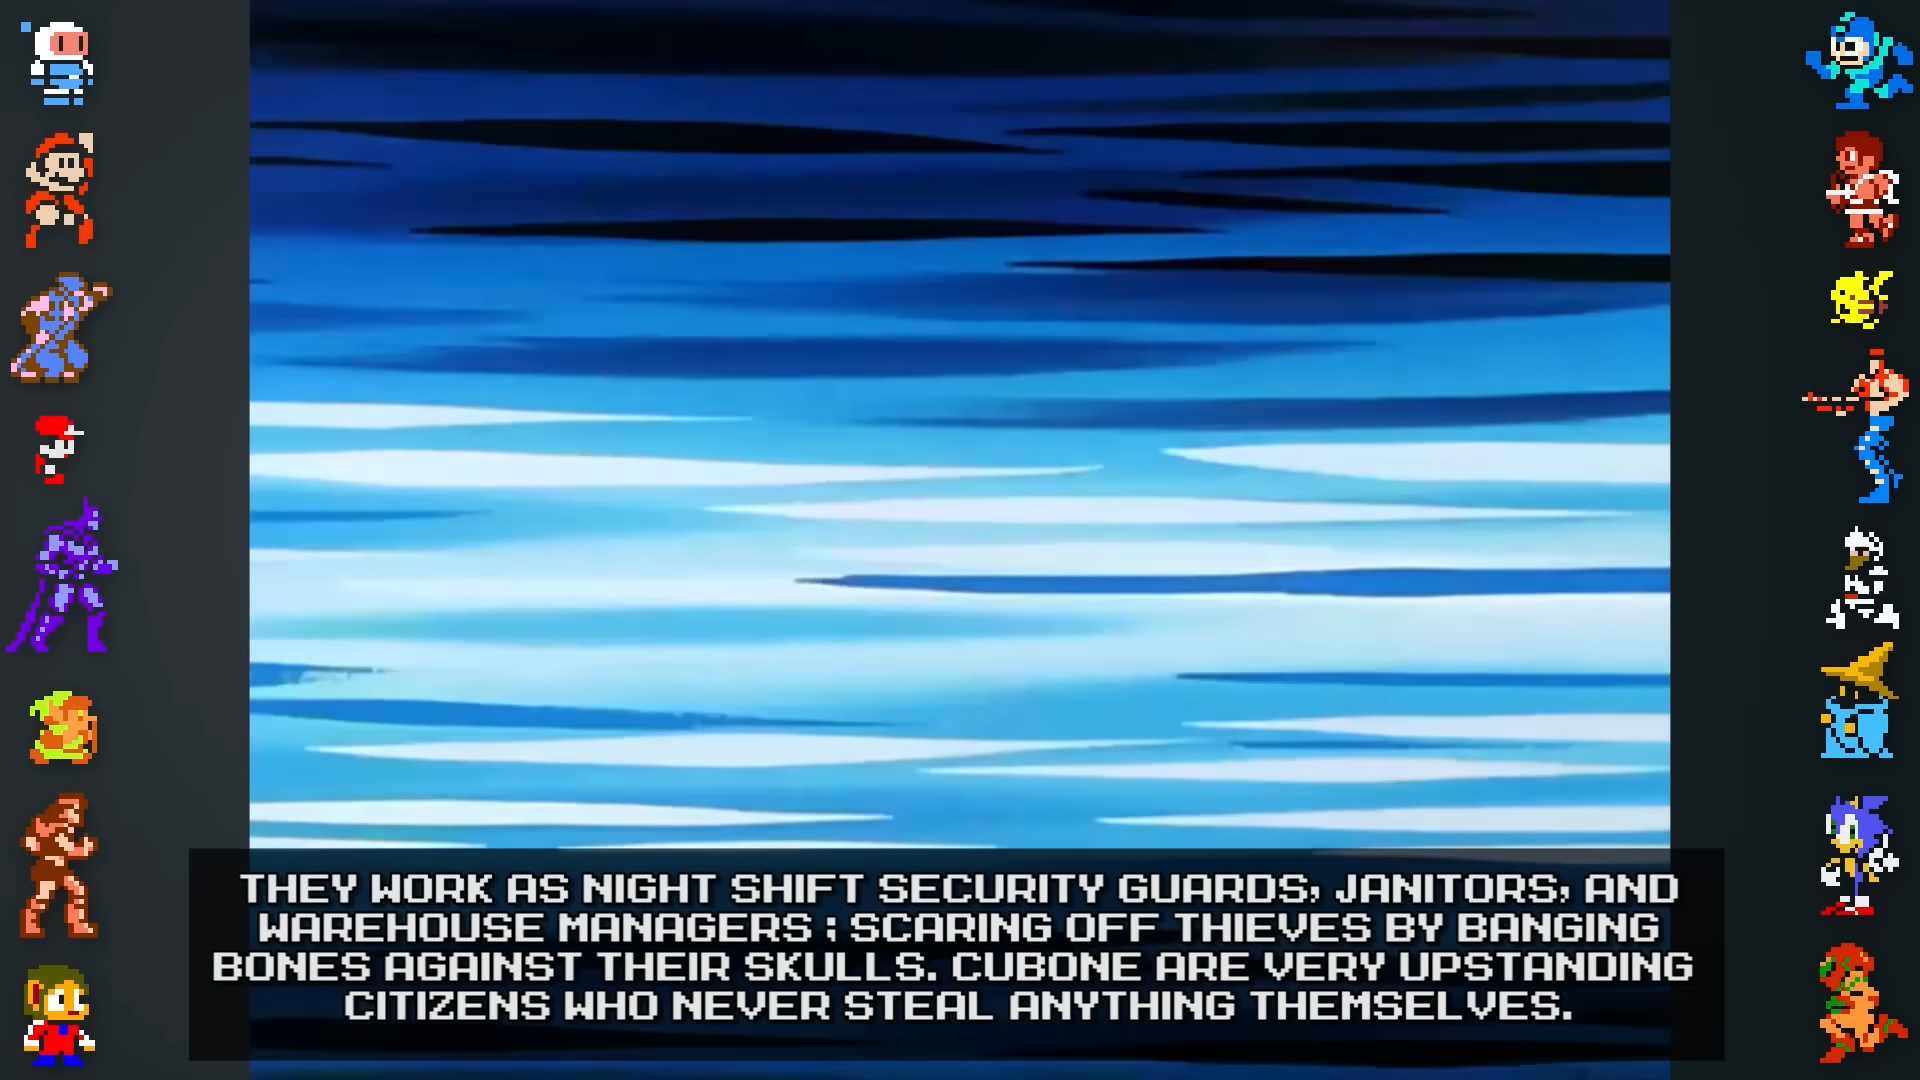 THEY WORK AS NIGHT SHIFT SECURITY GUARDS, JANITORS, AND
WAREHOUSE MANAGERS ; SCARING OFF THIEVES BY BANGING
BONES AGAINST THEIR SKULLS. CUBONE ARE VERY UPSTANDING
CITIZENS WHO NEVER STEAL ANYTHING THEMSELVES.